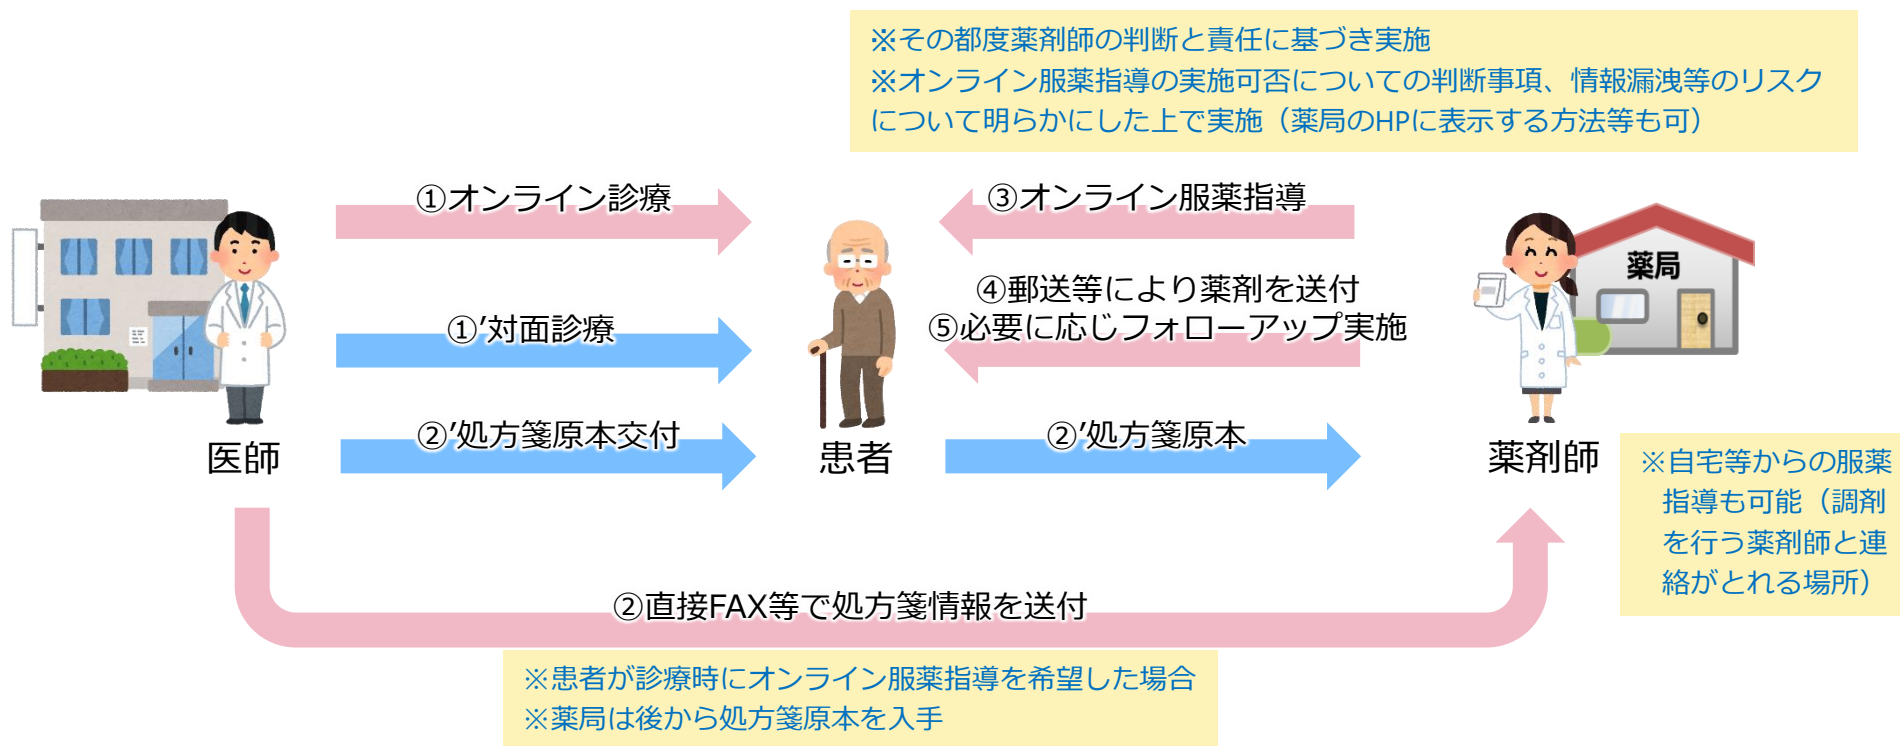 ※その都度薬剤師の判断と責任に基づき実施
※オンライン服薬指導の実施可否についての判断事項、情報漏洩等のリスク
について明らかにした上で実施（薬局のHPに表示する方法等も可）
①オンライン診療
③オンライン服薬指導
薬局
④郵送等により薬剤を送付
⑤必要に応じフォローアップ実施
①’対面診療
②’処方箋原本交付
②’処方箋原本
医師
患者
薬剤師
※自宅等からの服薬
指導も可能（調剤
を行う薬剤師と連
絡がとれる場所）
②直接FAX等で処方箋情報を送付
※患者が診療時にオンライン服薬指導を希望した場合
※薬局は後から処方箋原本を入手